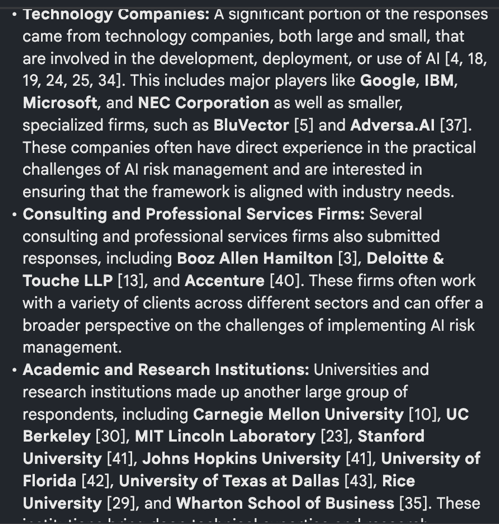 • Technology Companies: A significant portion of the responses
came from technology companies, both large and small, that
are involved in the development, deployment, or use of AI [4, 18,
19, 24, 25, 34]. This includes major players like Google, IBM,
Microsoft, and NEC Corporation as well as smaller,
specialized firms, such as BluVector [5] and Adversa.AI [37].
These companies often have direct experience in the practical
challenges of AI risk management and are interested in
ensuring that the framework is aligned with industry needs.
• Consulting and Professional Services Firms: Several
consulting and professional services firms also submitted
responses, including Booz Allen Hamilton [3], Deloitte &
Touche LLP [13], and Accenture [40]. These firms often work
with a variety of clients across different sectors and can offer a
broader perspective on the challenges of implementing AI risk
management.
• Academic and Research Institutions: Universities and
research institutions made up another large group of
respondents, including Carnegie Mellon University [10], UC
Berkeley [30], MIT Lincoln Laboratory [23], Stanford
University [41], Johns Hopkins University [41], University of
Florida [42], University of Texas at Dallas [43], Rice
University [29], and Wharton School of Business [35]. These